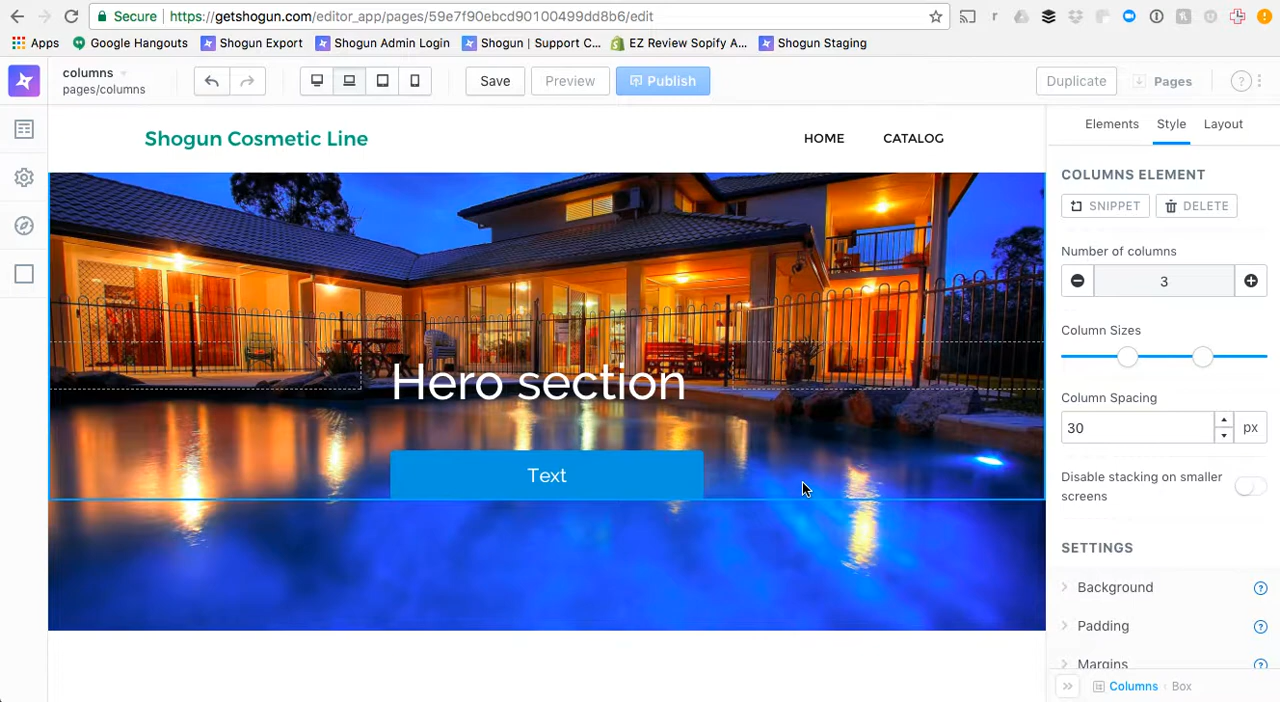 Secure https://getshogun.com/editor_app/pages/59e7f90ebcd90100499dd8b6/edit
Apps Google Hangouts Shogun Export Shogun Admin Login Shogun | Support C... EZ Review Sopify A... Shogun Staging
columns
pages/columns
Save Preview Publish Duplicate Pages ?
Shogun Cosmetic Line HOME CATALOG
Hero section
Text
Elements Style Layout
COLUMNS ELEMENT
SNIPPET DELETE
Number of columns
3
Column Sizes
Column Spacing
30 px
Disable stacking on smaller
screens
SETTINGS
Background ?
Padding ?
Margins ?
Columns Box